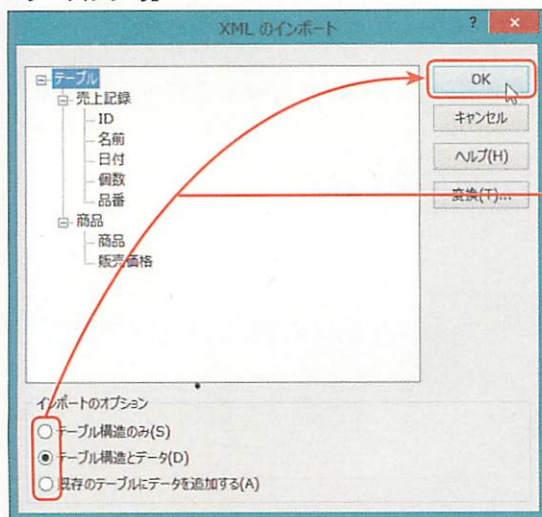 XML のインポート
?
×
テーブル
売上記録
ID
名前
日付
個数
品番
商品
商品
販売価格
OK
キャンセル
ヘルプ(H)
変換(T)...
インポートのオプション
テーブル構造のみ(S)
テーブル構造とデータ(D)
既存のテーブルにデータを追加する(A)